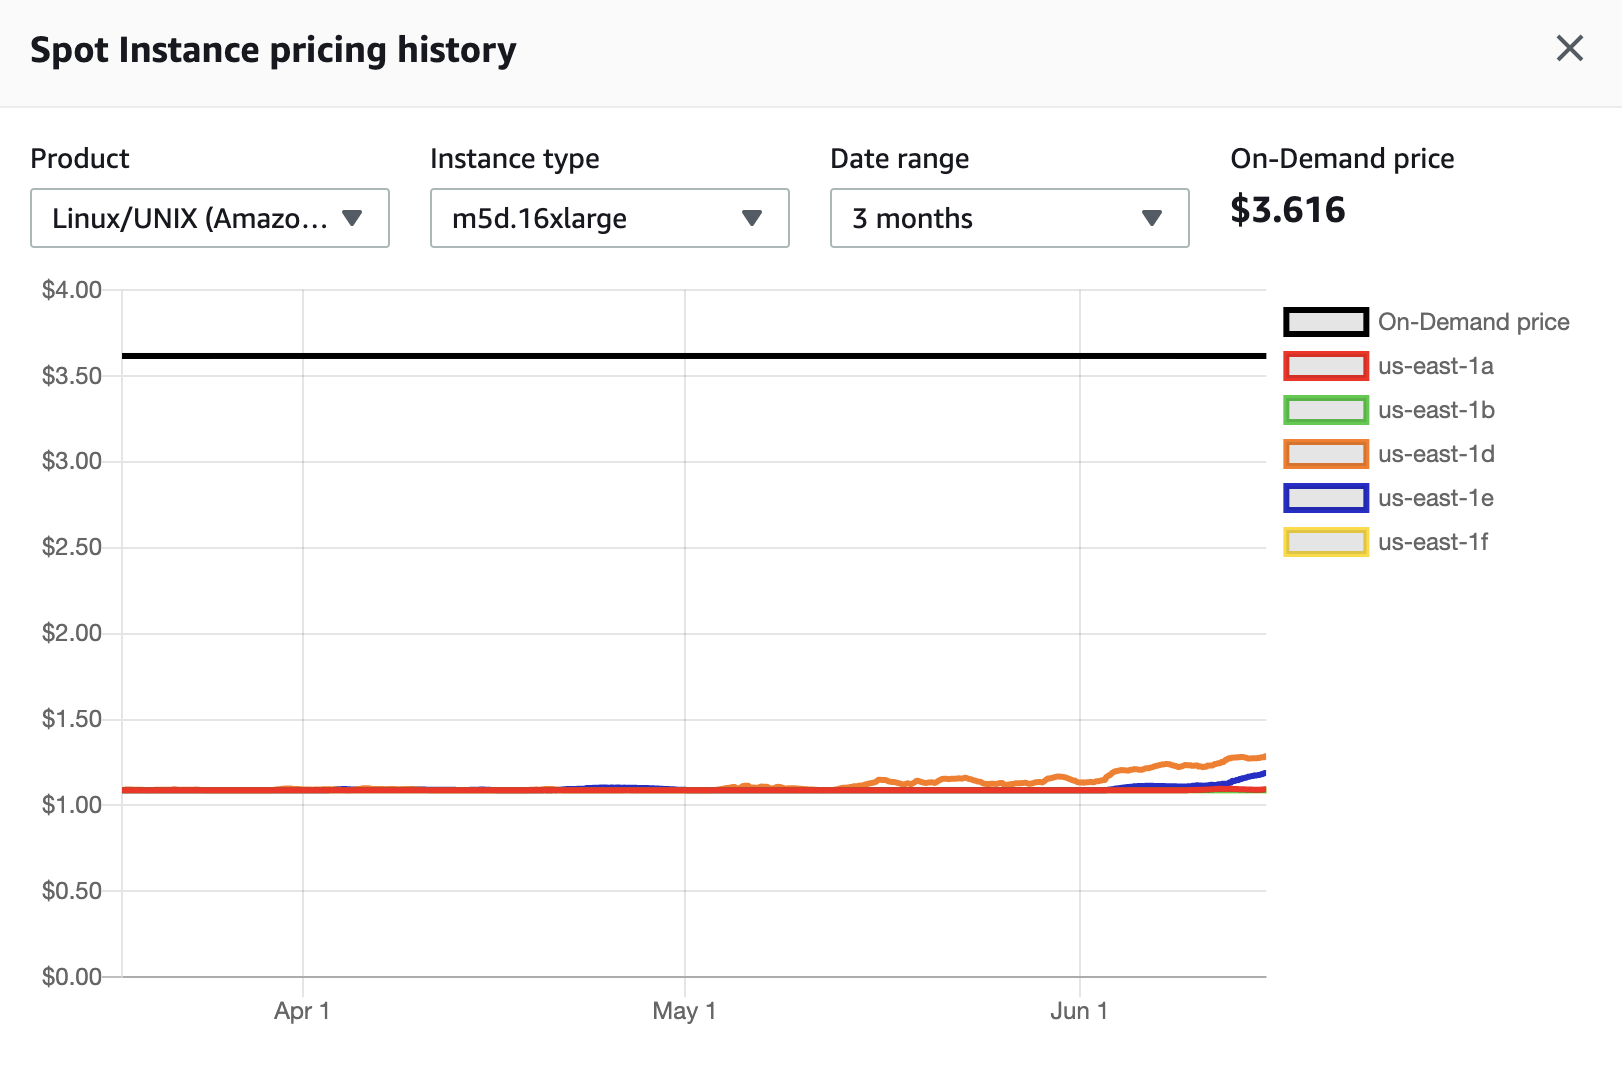 Spot Instance pricing history
Product
Instance type
Date range
On-Demand price
Linux/UNIX (Amazo...
m5d.16xlarge
3 months
$3.616
$4.00
$3.50
$3.00
$2.50
$2.00
$1.50
$1.00
$0.50
$0.00
Apr 1
May 1
Jun 1
On-Demand price
us-east-1a
us-east-1b
us-east-1d
us-east-1e
us-east-1f